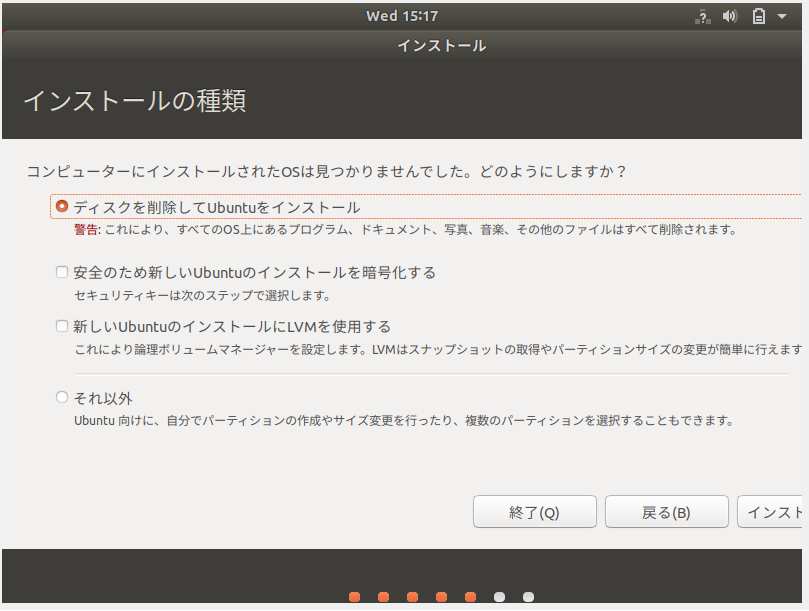 Wed 15:17
インストール
インストールの種類
コンピューターにインストールされたOSは見つかりませんでした。どのようにしますか？
ディスクを削除してUbuntuをインストール
警告: これにより、すべてのOS上にあるプログラム、ドキュメント、写真、音楽、その他のファイルはすべて削除されます。
安全のため新しいUbuntuのインストールを暗号化する
セキュリティキーは次のステップで選択します。
新しいUbuntuのインストールにLVMを使用する
これにより論理ボリュームマネージャーを設定します。LVMはスナップショットの取得やパーティションサイズの変更が簡単に行えます
それ以外
Ubuntu 向けに、自分でパーティションの作成やサイズ変更を行ったり、複数のパーティションを選択することもできます。
終了(Q) 戻る(B) インスト